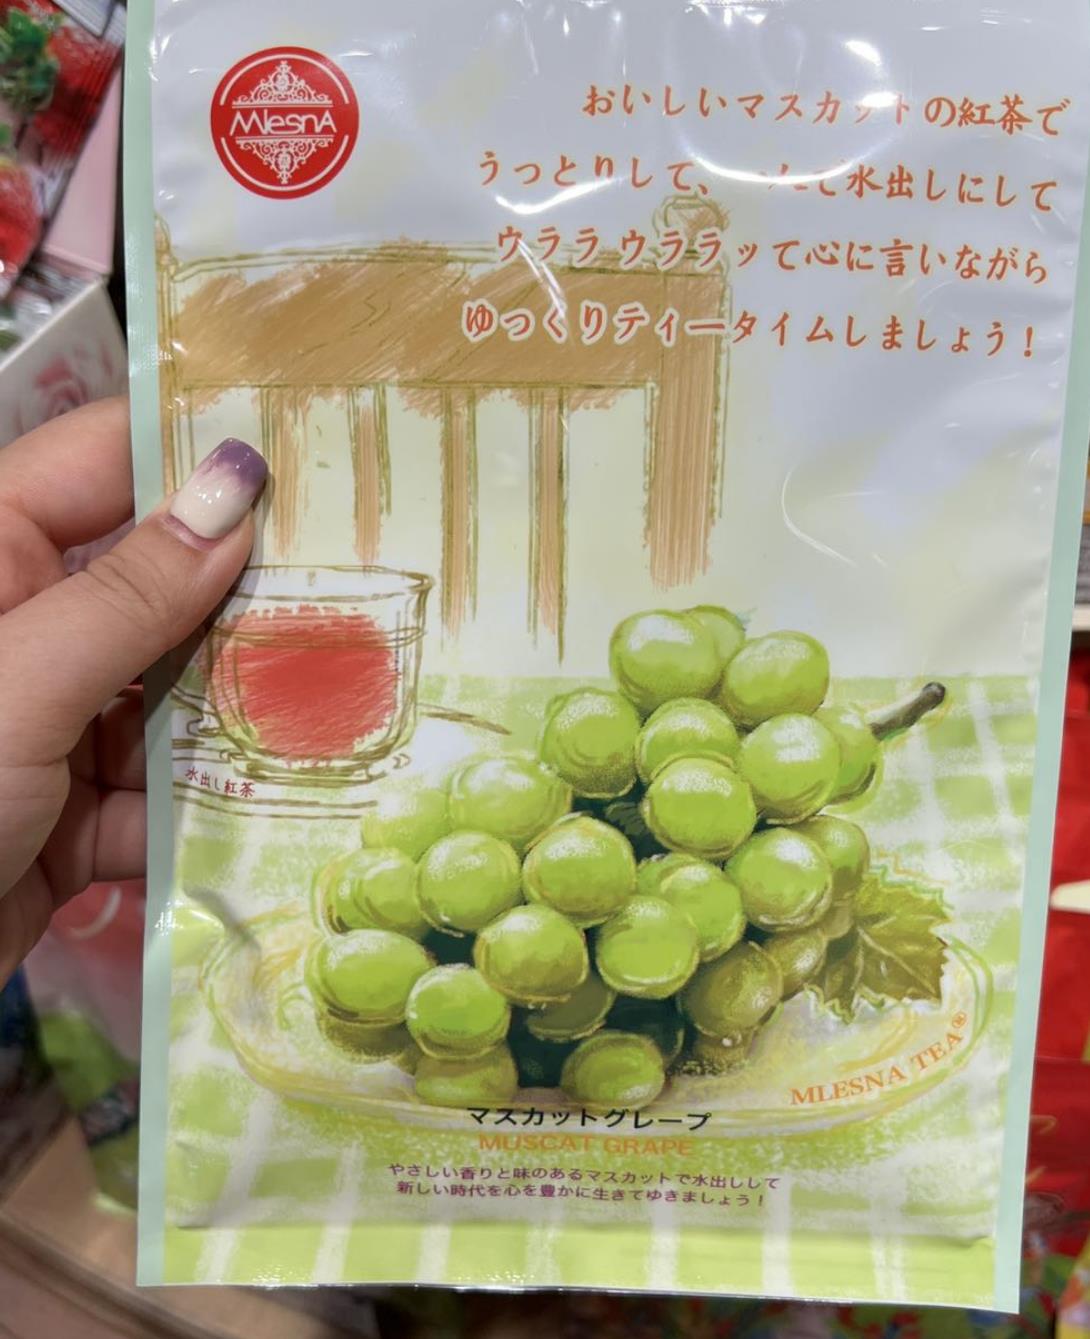 MlesnA
おいしいマスカットの紅茶で
うっとりして、 水出しにして
ウララウララッて心に言いながら
ゆっくりティータイムしましょう！
水出し紅茶
MLESNA TEA®
マスカットグレープ
MUSCAT GRAPE
やさしい香りと味のあるマスカットで水出しして
新しい時代を心を豊かに生きてゆきましょう！